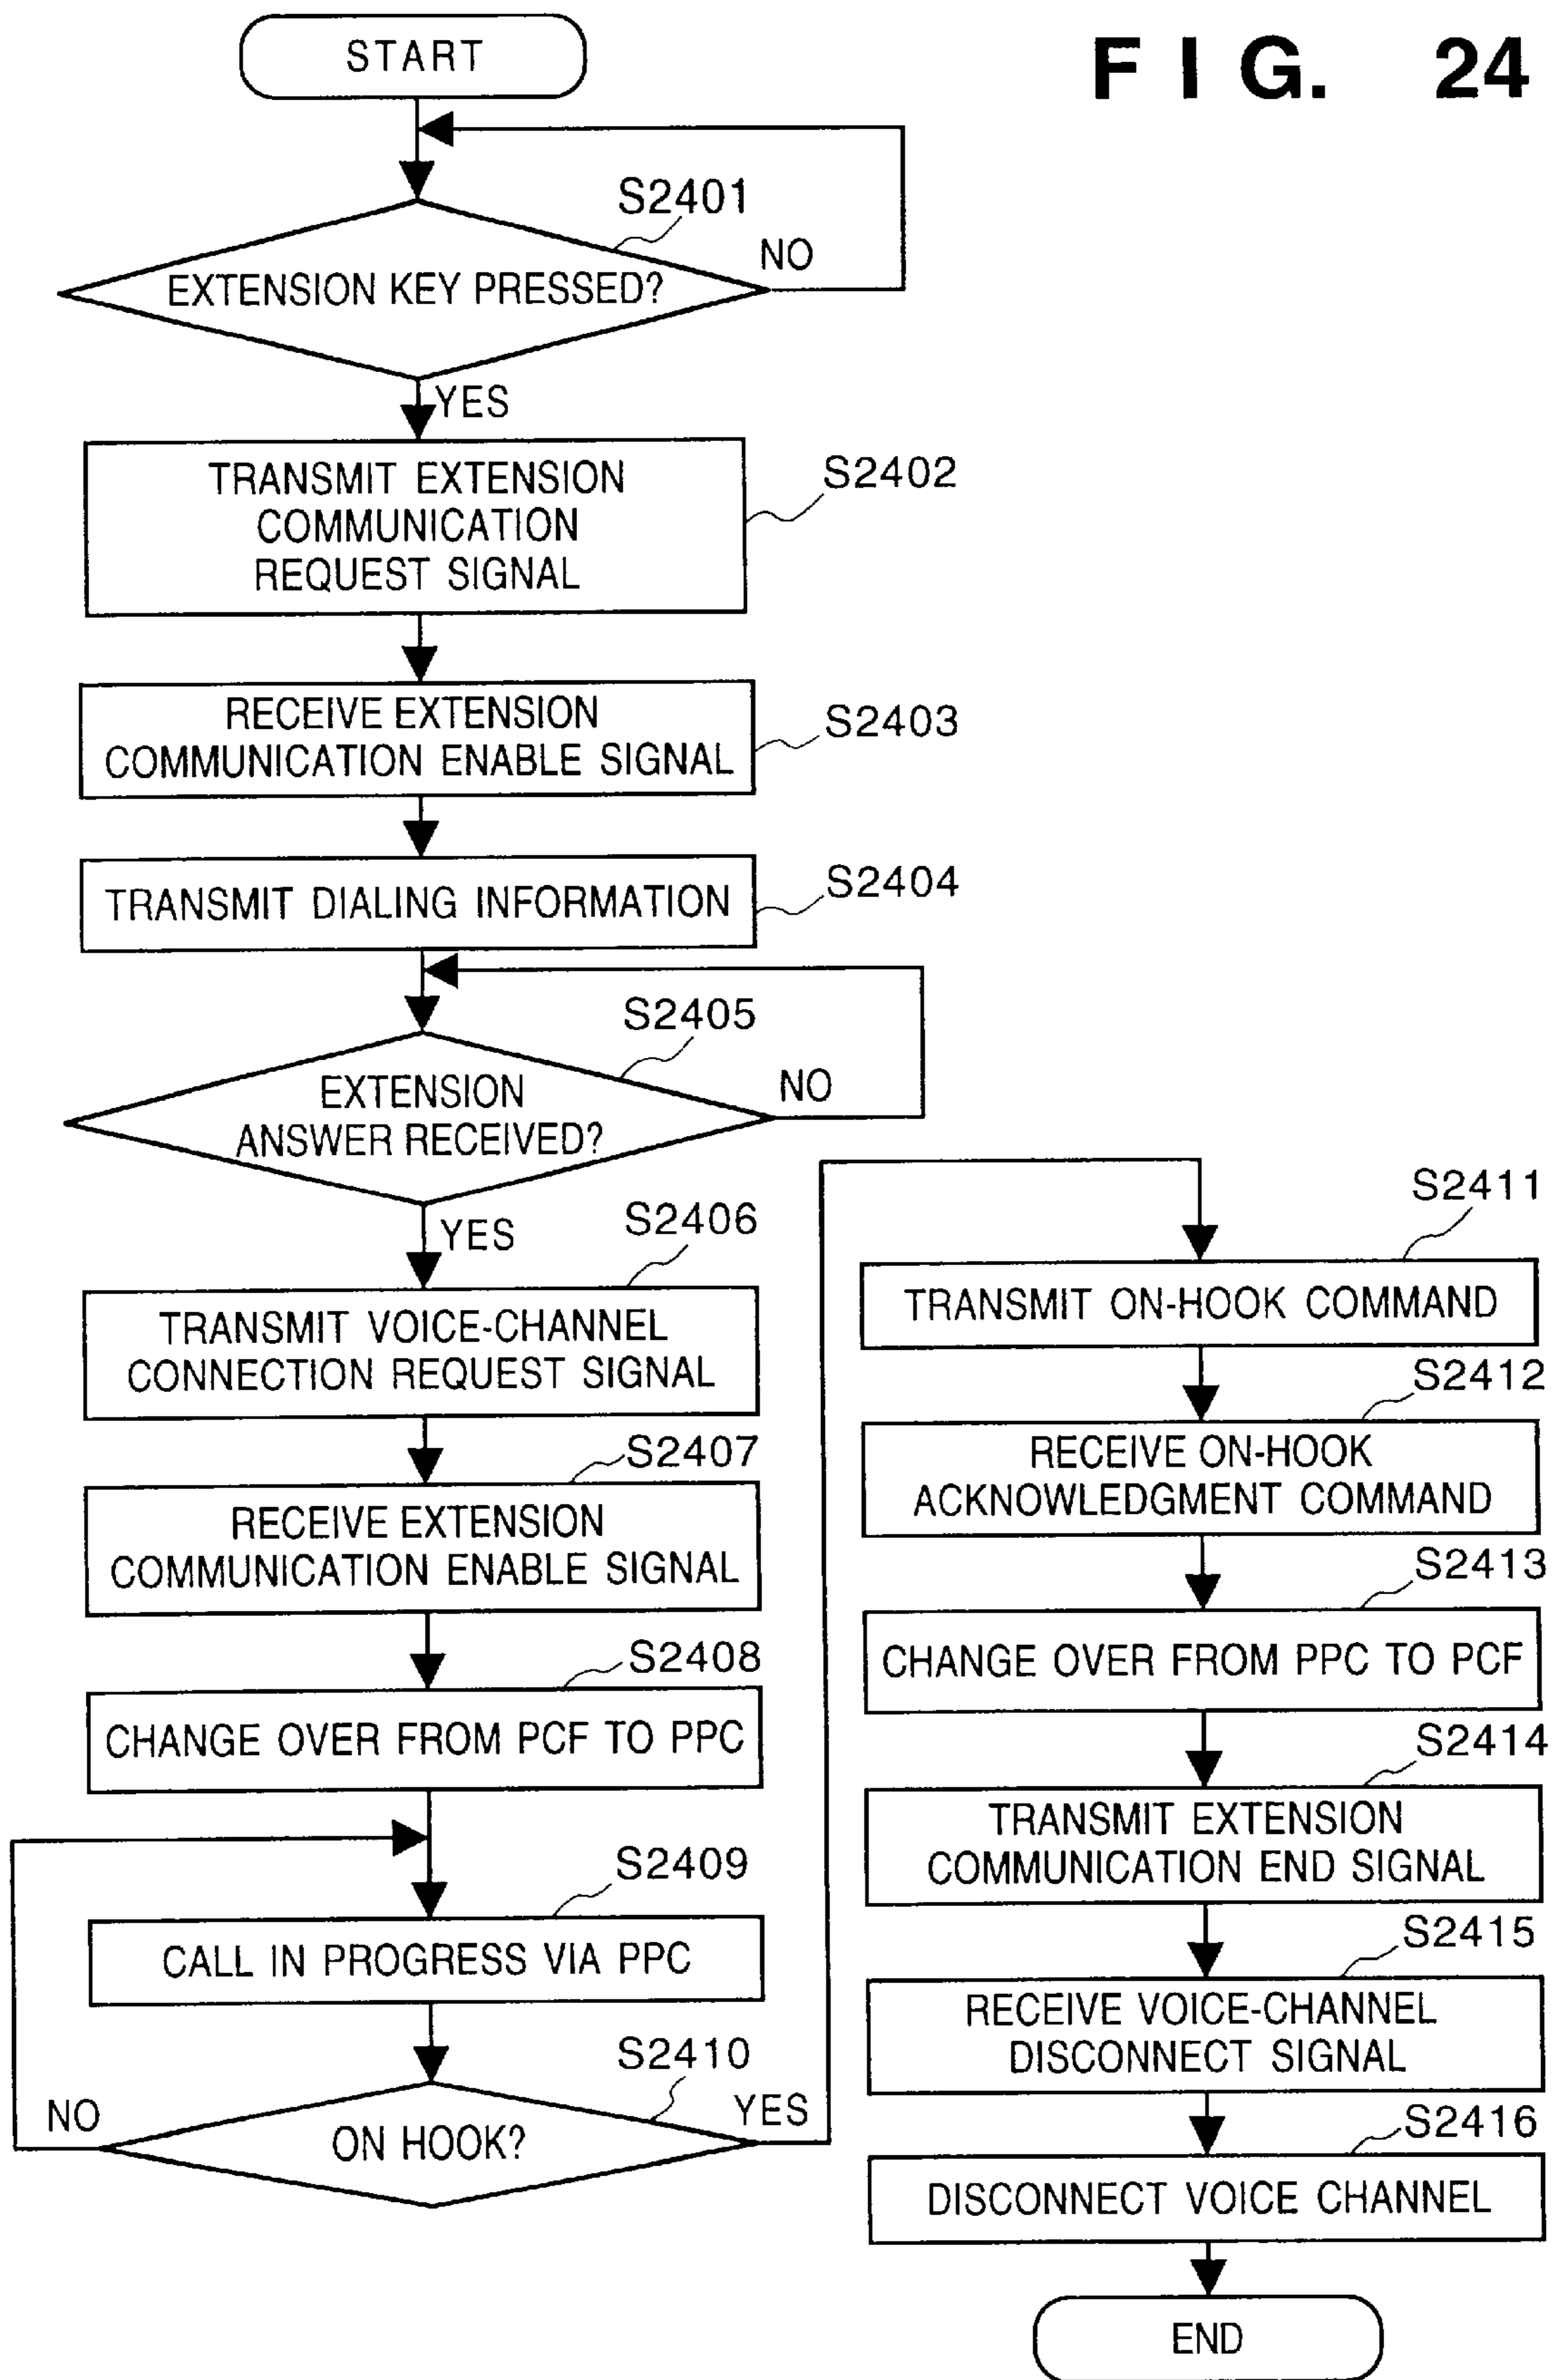 FIG. 24
START
S2401
NO
EXTENSION KEY PRESSED?
YES
TRANSMIT EXTENSION
COMMUNICATION
REQUEST SIGNAL
S2402
RECEIVE EXTENSION
COMMUNICATION ENABLE SIGNAL
S2403
TRANSMIT DIALING INFORMATION
S2404
S2405
NO
EXTENSION
ANSWER RECEIVED?
YES
S2406
TRANSMIT VOICE-CHANNEL
CONNECTION REQUEST SIGNAL
S2407
RECEIVE EXTENSION
COMMUNICATION ENABLE SIGNAL
S2408
CHANGE OVER FROM PCF TO PPC
S2409
CALL IN PROGRESS VIA PPC
S2410
NO
YES
ON HOOK?
S2411
TRANSMIT ON-HOOK COMMAND
S2412
RECEIVE ON-HOOK
ACKNOWLEDGMENT COMMAND
S2413
CHANGE OVER FROM PPC TO PCF
S2414
TRANSMIT EXTENSION
COMMUNICATION END SIGNAL
S2415
RECEIVE VOICE-CHANNEL
DISCONNECT SIGNAL
S2416
DISCONNECT VOICE CHANNEL
END